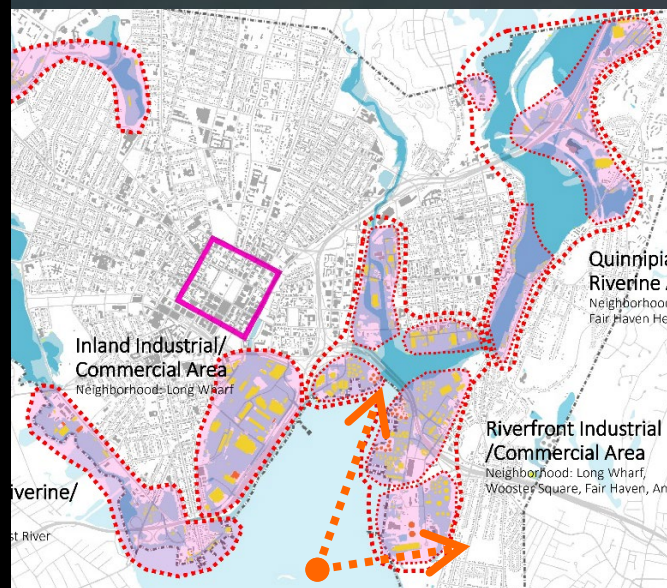 Inland Industrial/
Commercial Area
Neighborhood: Long Wharf
Quinnipia
Riverine
Neighborhood
Fair Haven He
Riverfront Industrial
/Commercial Area
Neighborhood: Long Wharf,
Wooster Square, Fair Haven, An
iverine/
st River